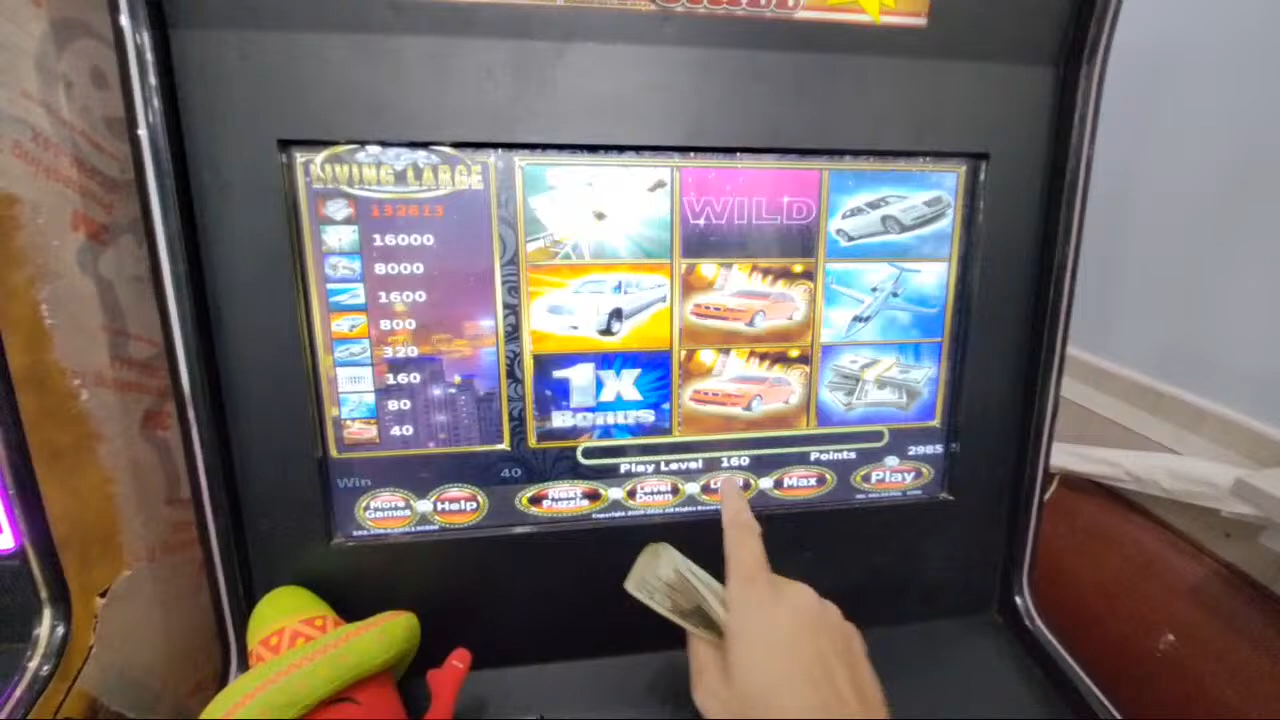 LIVING LARGE
132813
16000
8000
1600
800
320
160
80
40
WILD
1X
Bonus
Win
40
Play Level 160
Points
2985
More
Games
Help
Next
Puzzle
Level
Down
Max
Play